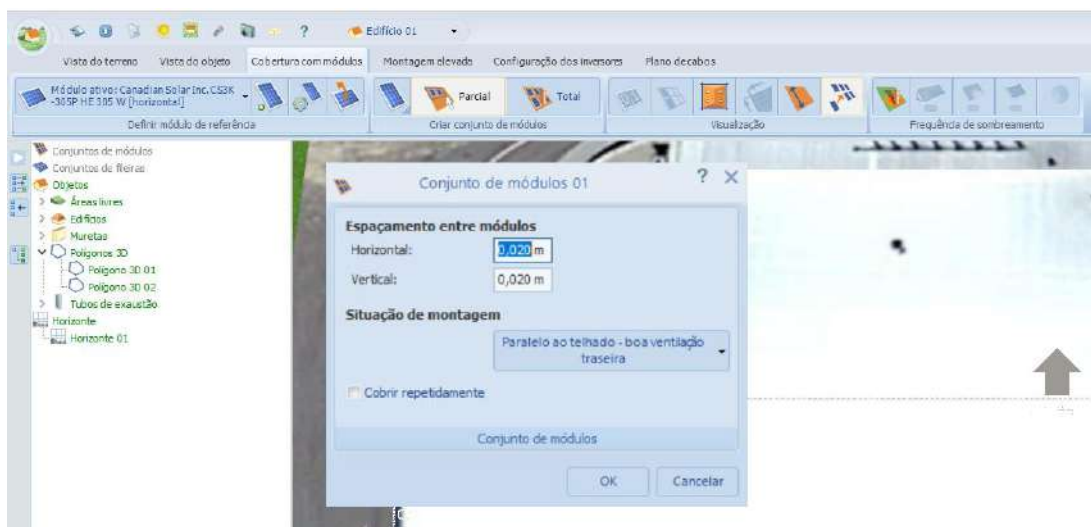 ? Edifício 01
Vista do terreno Vista do objeto Cobertura com módulos Montagem elevada Configuração dos inversores Plano de cabos
Módulo ativo: Canadian Solar Inc. CS3K
-305P HE 305 W [horizontal]
Parcial Total
Definir módulo de referência Criar conjunto de módulos Visualização Frequência de sombreamento
Conjuntos de módulos
Conjuntos de fileiras
Objetos
Áreas livres
Edifícios
Muretas
Polígonos 3D
Polígono 3D 01
Polígono 3D 02
Tubos de exaustão
Horizonte
Horizonte 01
Conjunto de módulos 01 ? ×
Espaçamento entre módulos
Horizontal: 0,020 m
Vertical: 0,020 m
Situação de montagem
Paralelo ao telhado - boa ventilação
traseira
Cobrir repetidamente
Conjunto de módulos
OK Cancelar